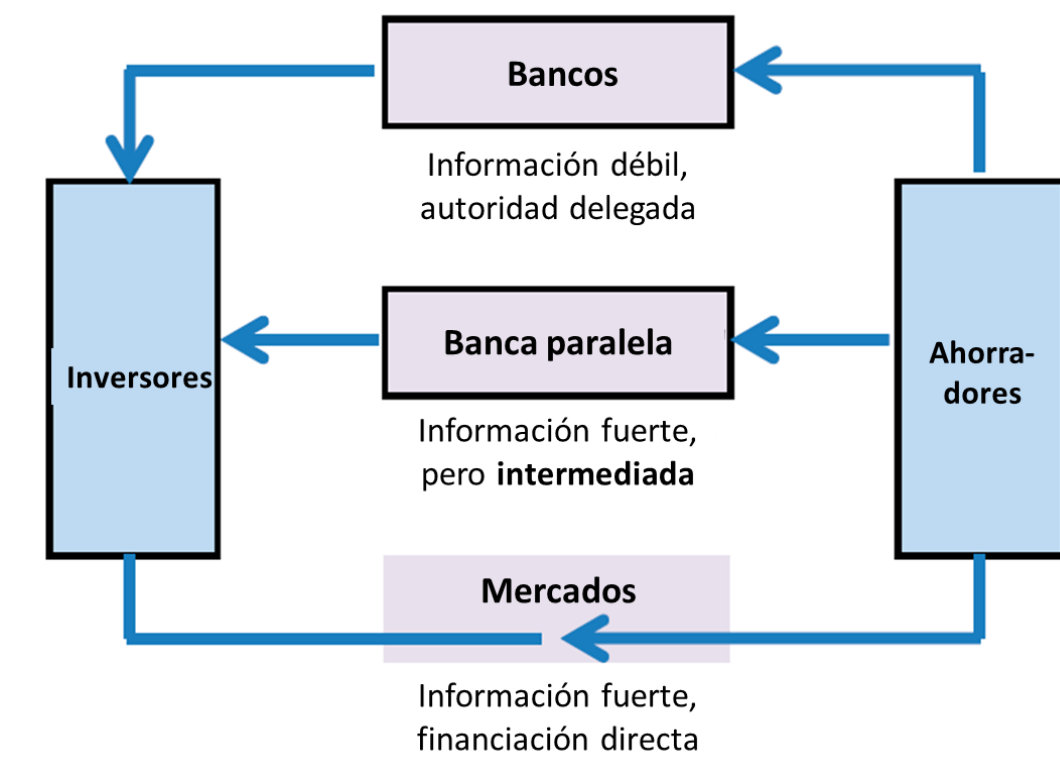 Bancos
Información débil,
autoridad delegada
Banca paralela
Inversores
Ahorra-
dores
Información fuerte,
pero intermediada
Mercados
Información fuerte,
financiación directa